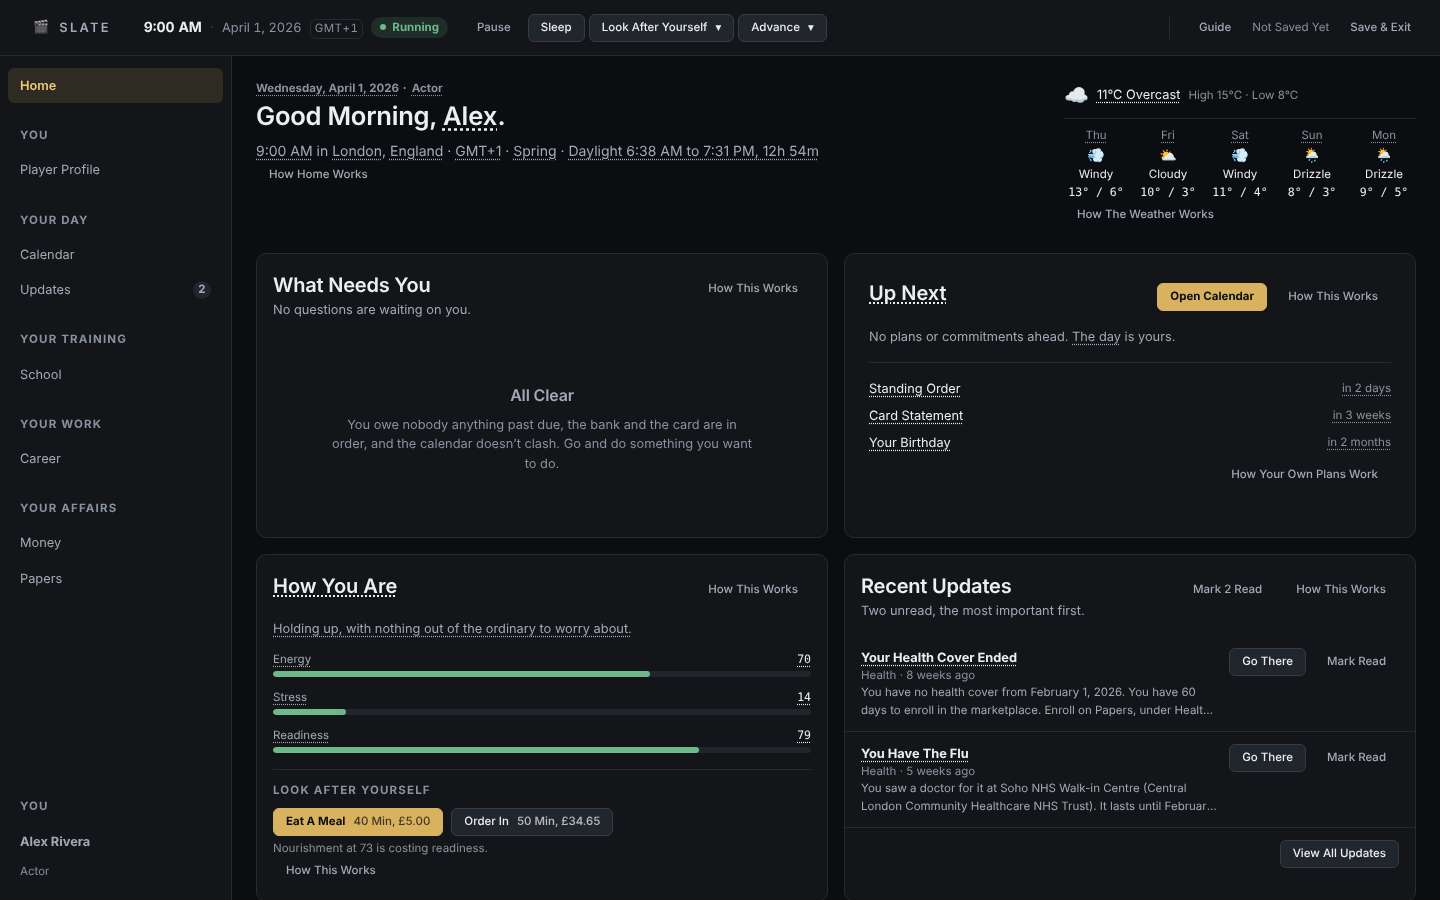 SLATE
9:00 AM · April 1, 2026 GMT+1 Running Pause Sleep Look After Yourself ▾ Advance ▾ Guide Not Saved Yet Save & Exit
Home
YOU
Player Profile
YOUR DAY
Calendar
Updates 2
YOUR TRAINING
School
YOUR WORK
Career
YOUR AFFAIRS
Money
Papers
YOU
Alex Rivera
Actor
Wednesday, April 1, 2026 · Actor
Good Morning, Alex.
9:00 AM in London, England · GMT+1 · Spring · Daylight 6:38 AM to 7:31 PM, 12h 54m
How Home Works
11°C Overcast High 15°C · Low 8°C
Thu Fri Sat Sun Mon
Windy Cloudy Windy Drizzle Drizzle
13° / 6° 10° / 3° 11° / 4° 8° / 3° 9° / 5°
How The Weather Works
What Needs You How This Works
No questions are waiting on you.
All Clear
You owe nobody anything past due, the bank and the card are in
order, and the calendar doesn’t clash. Go and do something you want
to do.
Up Next Open Calendar How This Works
No plans or commitments ahead. The day is yours.
Standing Order in 2 days
Card Statement in 3 weeks
Your Birthday in 2 months
How Your Own Plans Work
How You Are How This Works
Holding up, with nothing out of the ordinary to worry about.
Energy 70
Stress 14
Readiness 79
LOOK AFTER YOURSELF
Eat A Meal 40 Min, £5.00 Order In 50 Min, £34.65
Nourishment at 73 is costing readiness.
How This Works
Recent Updates Mark 2 Read How This Works
Two unread, the most important first.
Your Health Cover Ended Go There Mark Read
Health · 8 weeks ago
You have no health cover from February 1, 2026. You have 60
days to enroll in the marketplace. Enroll on Papers, under Healt...
You Have The Flu Go There Mark Read
Health · 5 weeks ago
You saw a doctor for it at Soho NHS Walk-in Centre (Central
London Community Healthcare NHS Trust). It lasts until Februar...
View All Updates